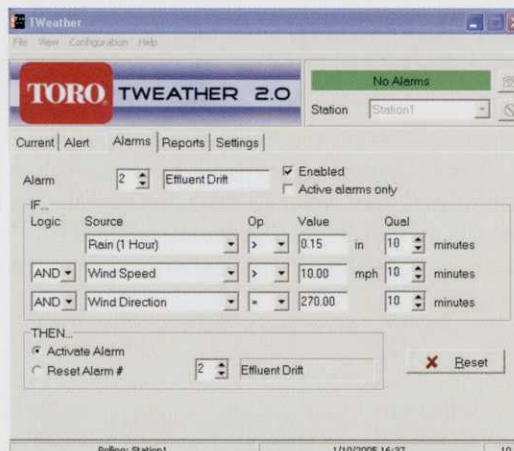 TWeather
File View Configuration Help
TORO. TWEATHER 2.0
No Alarms
Station Station1
Current Alert Alarms Reports Settings
Alarm 2 Effluent Drift Enabled
Active alarms only
IF...
Logic Source Op Value Qual
Rain (1 Hour) > 0.15 in 10 minutes
AND Wind Speed > 10.00 mph 10 minutes
AND Wind Direction = 270.00 10 minutes
THEN...
Activate Alarm
Reset Alarm # 2 Effluent Drift
Reset
Polling: Station1 1/10/2005 16:37 10